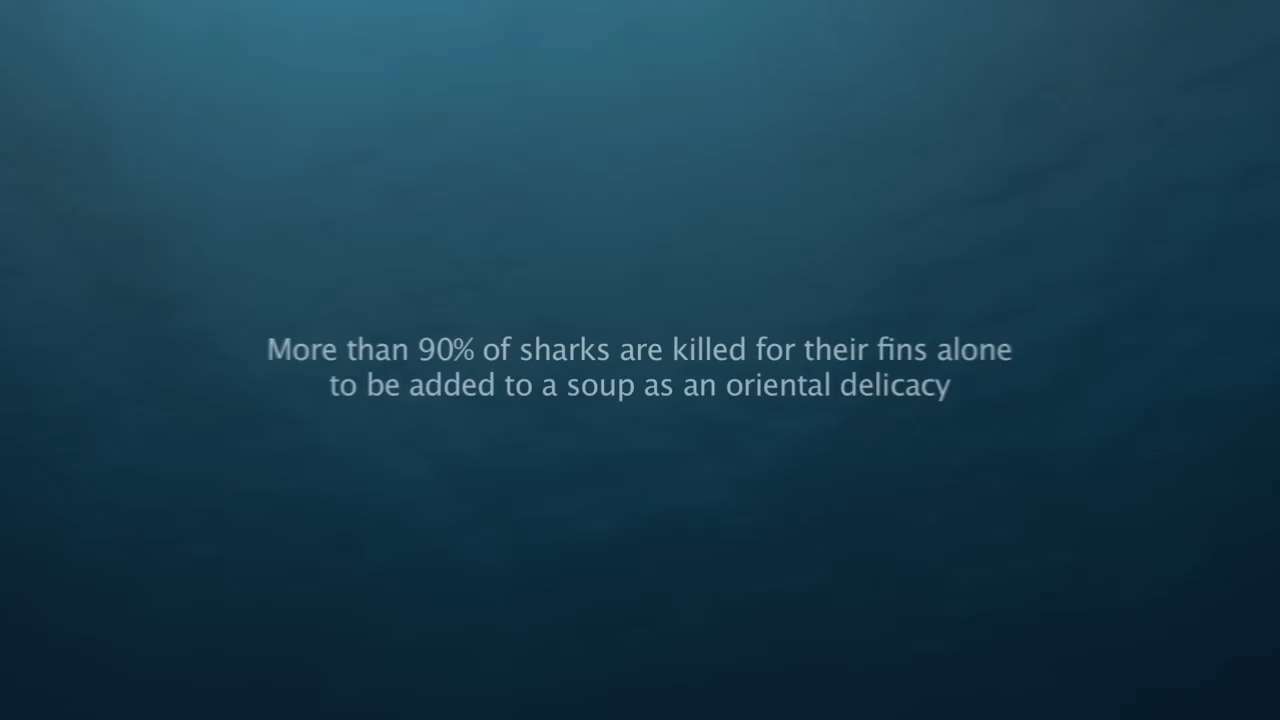 More than 90% of sharks are killed for their fins alone
to be added to a soup as an oriental delicacy